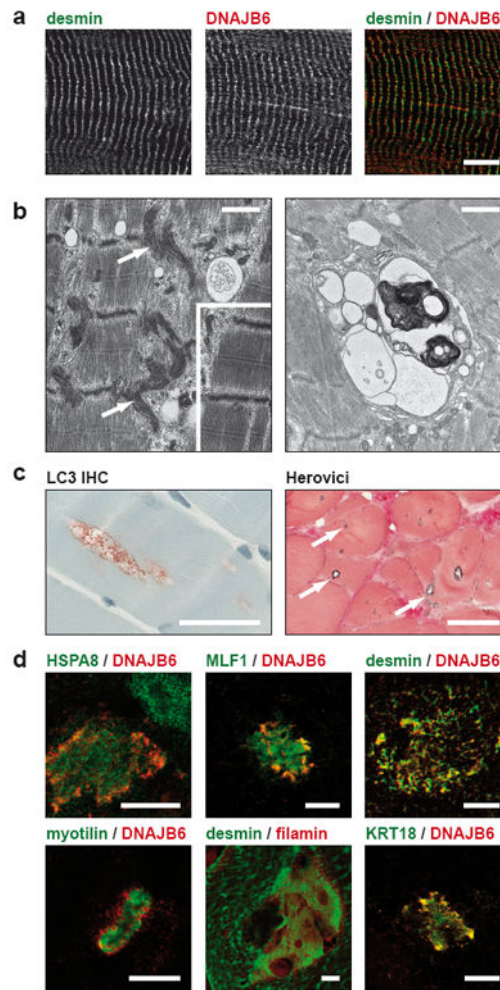 a
desmin DNAJB6 desmin / DNAJB6
b
c
LC3 IHC Herovici
d
HSPA8 / DNAJB6 MLF1 / DNAJB6 desmin / DNAJB6
myotilin / DNAJB6 desmin / filamin KRT18 / DNAJB6